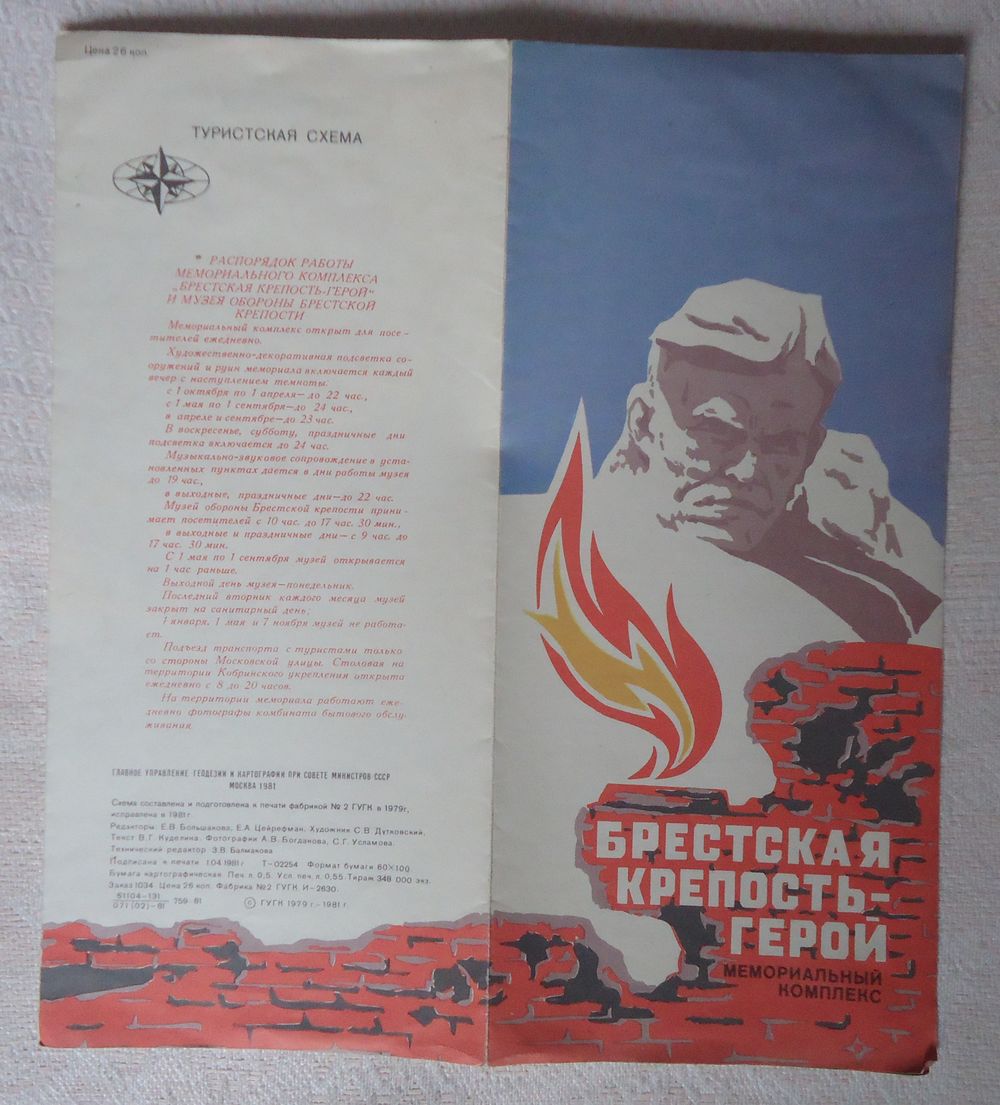 Цена 26 коп.
ТУРИСТСКАЯ СХЕМА
* РАСПОРЯДОК РАБОТЫ
МЕМОРИАЛЬНОГО КОМПЛЕКСА
„БРЕСТСКАЯ КРЕПОСТЬ-ГЕРОЙ“
И МУЗЕЯ ОБОРОНЫ БРЕСТСКОЙ
КРЕПОСТИ
Мемориальный комплекс открыт для посе-
тителей ежедневно.
Художественно-декоративная подсветка со-
оружений и руин мемориала включается каждый
вечер с наступлением темноты:
с 1 октября по 1 апреля— до 22 час.,
с 1 мая по 1 сентября—до 24 час.,
в апреле и сентябре—до 23 час.
В воскресенье, субботу, праздничные дни
подсветка включается до 24 час.
Музыкально-звуковое сопровождение в уста-
новленных пунктах дается в дни работы музея
до 19 час.,
в выходные, праздничные дни—до 22 час.
Музей обороны Брестской крепости прини-
мает посетителей с 10 час. до 17 час. 30 мин.,
в выходные и праздничные дни— с 9 час. до
17 час. 30 мин.
С 1 мая по 1 сентября музей открывается
на 1 час раньше.
Выходной день музея—понедельник.
Последний вторник каждого месяца музей
закрыт на санитарный день;
1 января, 1 мая и 7 ноября музей не работа-
ет.
Подъезд транспорта с туристами только
со стороны Московской улицы. Столовая на
территории Кобринского укрепления открыта
ежедневно с 8 до 20 часов.
На территории мемориала работают еже-
дневно фотографы комбината бытового обслу-
живания.
ГЛАВНОЕ УПРАВЛЕНИЕ ГЕОДЕЗИИ И КАРТОГРАФИИ ПРИ СОВЕТЕ МИНИСТРОВ СССР
МОСКВА 1981
Схема составлена и подготовлена к печати фабрикой № 2 ГУГК в 1979г,
исправлена в 1981г.
Редакторы: Е.В. Большакова, Е.А. Цейрефман. Художник С.В. Дутковский.
Текст В.Г. Куделина. Фотографии А.В. Богданова, С.Г. Усламова.
Технический редактор З.В. Балмакова
Подписана к печати 1.04.1981г. Т-02254 Формат бумаги 60×100
Бумага картографическая. Печ л. 0,5. Усл. печ л. 0,55. Тираж 348 000 экз.
Заказ 1034. Цена 26 коп. Фабрика №2 ГУГК. И-2630.
51104-131
071(02)-81 759-81 © ГУГК 1979 г.-1981 г.
БРЕСТСКАЯ
КРЕПОСТЬ-
ГЕРОЙ
МЕМОРИАЛЬНЫЙ
КОМПЛЕКС